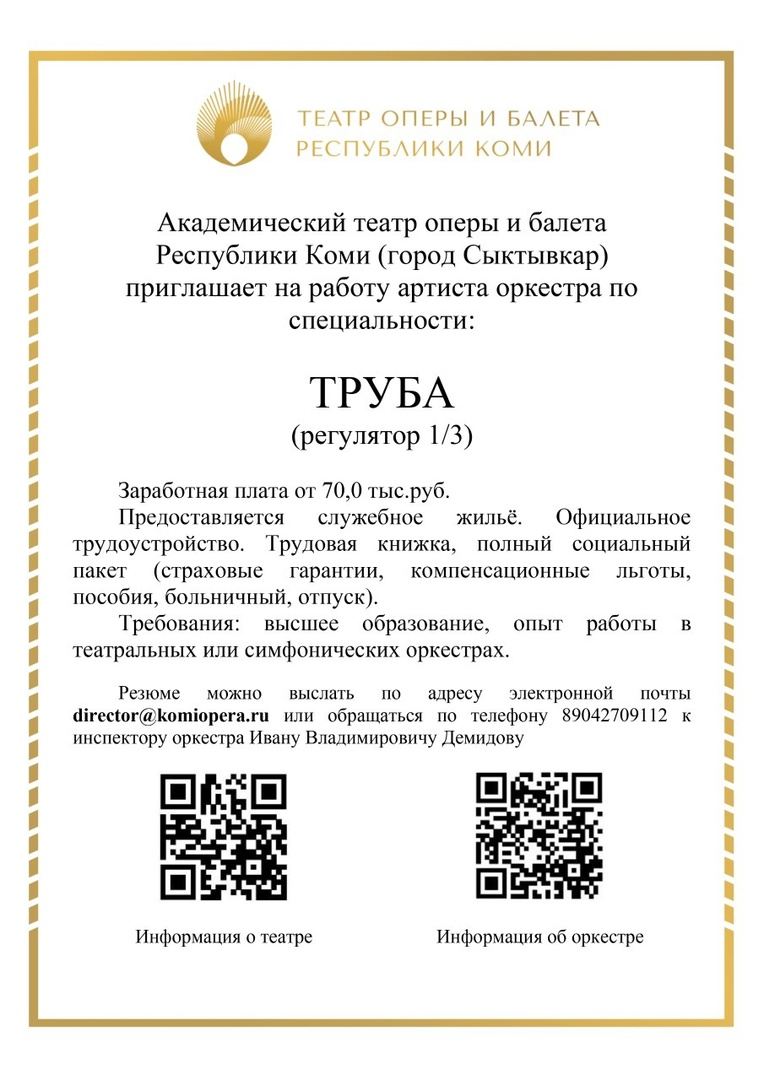 ТЕАТР ОПЕРЫ И БАЛЕТА
РЕСПУБЛИКИ КОМИ
Академический театр оперы и балета
Республики Коми (город Сыктывкар)
приглашает на работу артиста оркестра по
специальности:
ТРУБА
(регулятор 1/3)
Заработная плата от 70,0 тыс.руб.
Предоставляется служебное жильё. Официальное
трудоустройство. Трудовая книжка, полный социальный
пакет (страховые гарантии, компенсационные льготы,
пособия, больничный, отпуск).
Требования: высшее образование, опыт работы в
театральных или симфонических оркестрах.
Резюме можно выслать по адресу электронной почты
director@komiopera.ru или обращаться по телефону 89042709112 к
инспектору оркестра Ивану Владимировичу Демидову
Информация о театре
Информация об оркестре